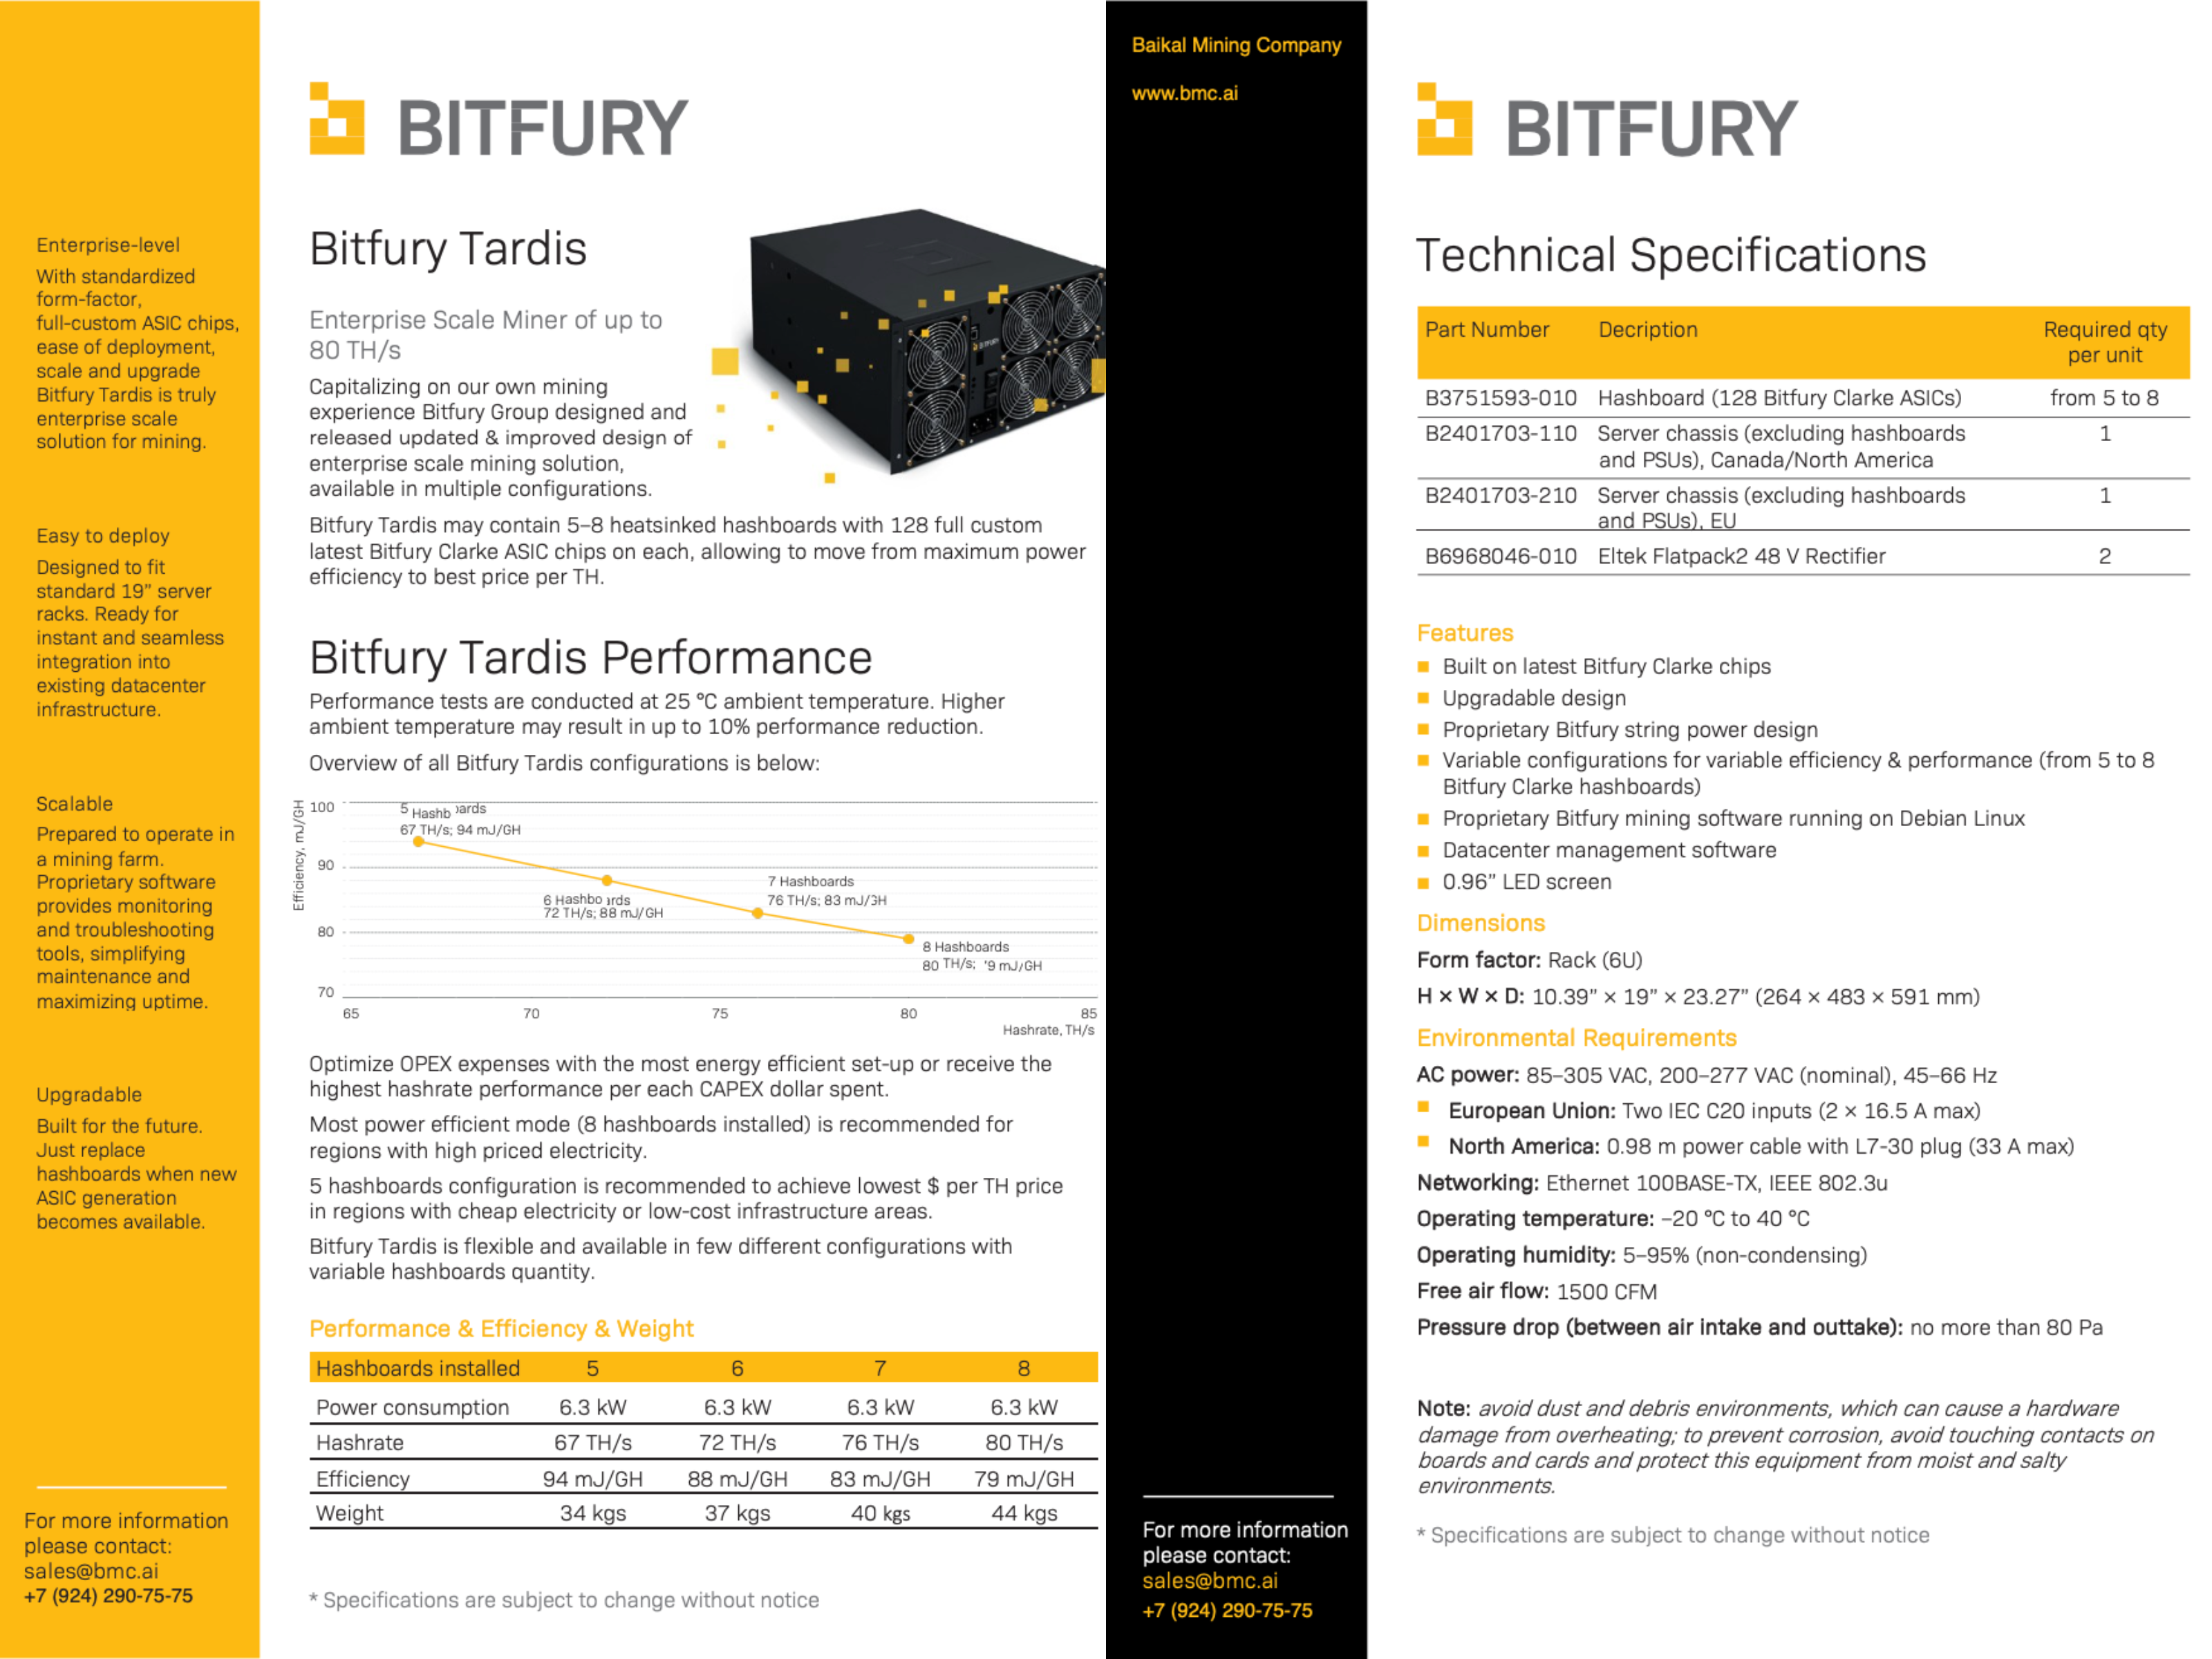 Enterprise-level
With standardized
form-factor,
full-custom ASIC chips,
ease of deployment,
scale and upgrade
Bitfury Tardis is truly
enterprise scale
solution for mining.
Easy to deploy
Designed to fit
standard 19” server
racks. Ready for
instant and seamless
integration into
existing datacenter
infrastructure.
Scalable
Prepared to operate in
a mining farm.
Proprietary software
provides monitoring
and troubleshooting
tools, simplifying
maintenance and
maximizing uptime.
Upgradable
Built for the future.
Just replace
hashboards when new
ASIC generation
becomes available.
For more information
please contact:
sales@bmc.ai
+7 (924) 290-75-75
BITFURY
Bitfury Tardis
Enterprise Scale Miner of up to
80 TH/s
Capitalizing on our own mining
experience Bitfury Group designed and
released updated & improved design of
enterprise scale mining solution,
available in multiple configurations.
BITFURY
Bitfury Tardis may contain 5–8 heatsinked hashboards with 128 full custom
latest Bitfury Clarke ASIC chips on each, allowing to move from maximum power
efficiency to best price per TH.
Bitfury Tardis Performance
Performance tests are conducted at 25 °C ambient temperature. Higher
ambient temperature may result in up to 10% performance reduction.
Overview of all Bitfury Tardis configurations is below:
Efficiency, mJ/GH
100
90
80
70
5 Hashb ards
67 TH/s; 94 mJ/GH
6 Hashbo rds
72 TH/s; 88 mJ/GH
7 Hashboards
76 TH/s; 83 mJ/GH
8 Hashboards
80 TH/s; 9 mJ/GH
65 70 75 80 85
Hashrate, TH/s
Optimize OPEX expenses with the most energy efficient set-up or receive the
highest hashrate performance per each CAPEX dollar spent.
Most power efficient mode (8 hashboards installed) is recommended for
regions with high priced electricity.
5 hashboards configuration is recommended to achieve lowest $ per TH price
in regions with cheap electricity or low-cost infrastructure areas.
Bitfury Tardis is flexible and available in few different configurations with
variable hashboards quantity.
Performance & Efficiency & Weight
Hashboards installed 5 6 7 8
Power consumption 6.3 kW 6.3 kW 6.3 kW 6.3 kW
Hashrate 67 TH/s 72 TH/s 76 TH/s 80 TH/s
Efficiency 94 mJ/GH 88 mJ/GH 83 mJ/GH 79 mJ/GH
Weight 34 kgs 37 kgs 40 kgs 44 kgs
* Specifications are subject to change without notice
Baikal Mining Company
www.bmc.ai
For more information
please contact:
sales@bmc.ai
+7 (924) 290-75-75
BITFURY
Technical Specifications
Part Number Decription Required qty
per unit
B3751593-010 Hashboard (128 Bitfury Clarke ASICs) from 5 to 8
B2401703-110 Server chassis (excluding hashboards 1
and PSUs), Canada/North America
B2401703-210 Server chassis (excluding hashboards 1
and PSUs), EU
B6968046-010 Eltek Flatpack2 48 V Rectifier 2
Features
Built on latest Bitfury Clarke chips
Upgradable design
Proprietary Bitfury string power design
Variable configurations for variable efficiency & performance (from 5 to 8
Bitfury Clarke hashboards)
Proprietary Bitfury mining software running on Debian Linux
Datacenter management software
0.96” LED screen
Dimensions
Form factor: Rack (6U)
H × W × D: 10.39” × 19” × 23.27” (264 × 483 × 591 mm)
Environmental Requirements
AC power: 85–305 VAC, 200–277 VAC (nominal), 45–66 Hz
European Union: Two IEC C20 inputs (2 × 16.5 A max)
North America: 0.98 m power cable with L7-30 plug (33 A max)
Networking: Ethernet 100BASE-TX, IEEE 802.3u
Operating temperature: –20 °C to 40 °C
Operating humidity: 5–95% (non-condensing)
Free air flow: 1500 CFM
Pressure drop (between air intake and outtake): no more than 80 Pa
Note: avoid dust and debris environments, which can cause a hardware
damage from overheating; to prevent corrosion, avoid touching contacts on
boards and cards and protect this equipment from moist and salty
environments.
* Specifications are subject to change without notice